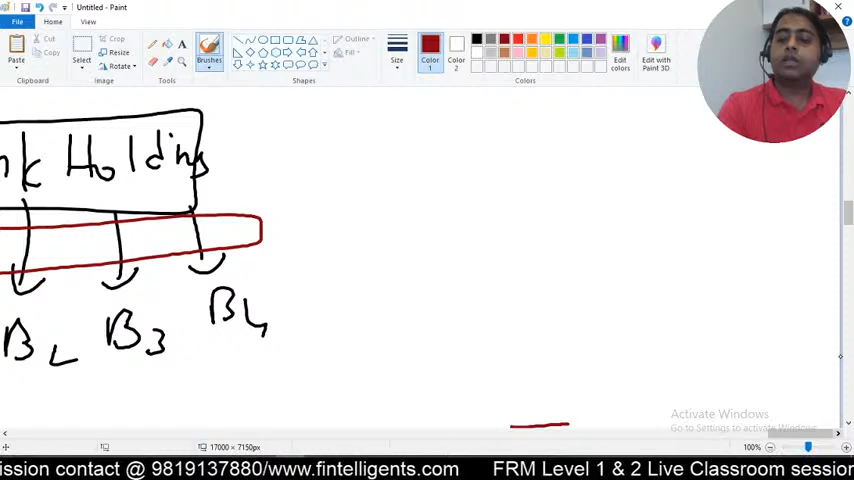 Untitled - Paint
File Home View
Paste Cut Copy Select Crop Resize Rotate Brushes Outline Fill Size Color 1 Color 2 Edit colors Edit with Paint 3D
Clipboard Image Tools Shapes Colors
nk Holding
B2 B3 B4
Activate Windows
Go to Settings to activate Windows.
17000 × 7150px 100%
ission contact @ 9819137880/www.fintelligents.com FRM Level 1 & 2 Live Classroom session